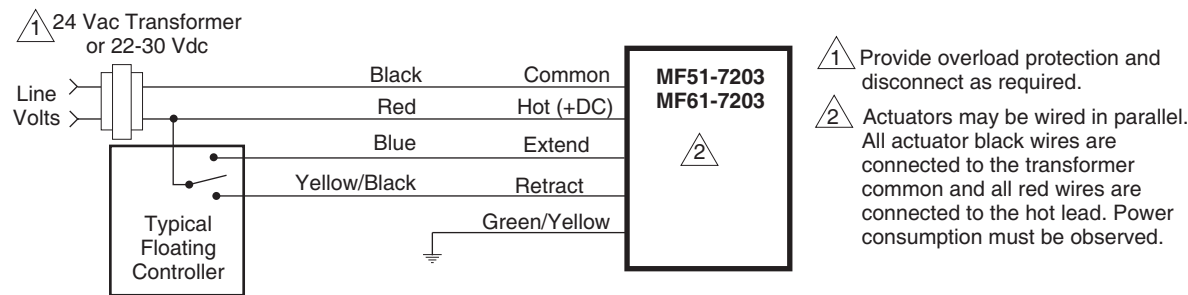 1 24 Vac Transformer
or 22-30 Vdc
Line
Volts
Black Common
Red Hot (+DC)
Blue Extend
Yellow/Black Retract
Green/Yellow
Typical
Floating
Controller
MF51-7203
MF61-7203
2
1 Provide overload protection and
disconnect as required.
2 Actuators may be wired in parallel.
All actuator black wires are
connected to the transformer
common and all red wires are
connected to the hot lead. Power
consumption must be observed.